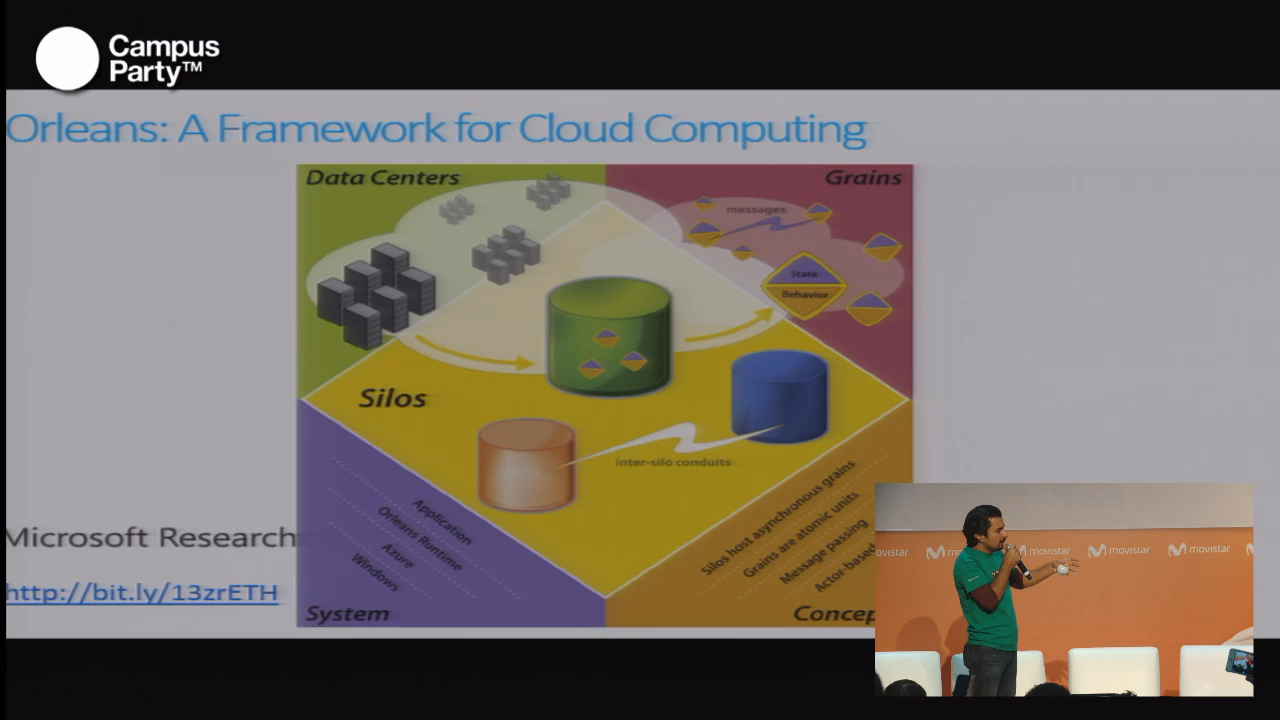 Campus
Party™
Orleans: A Framework for Cloud Computing
Data Centers
Grains
messages
State
Behavior
Silos
inter-silo conduits
Application
Orleans Runtime
Azure
Windows
System
Silos host asynchronous grains
Grains are atomic units
Message passing
Actor-based
Concep
Microsoft Research
http://bit.ly/13zrETH
movistar
movistar
movistar
movistar